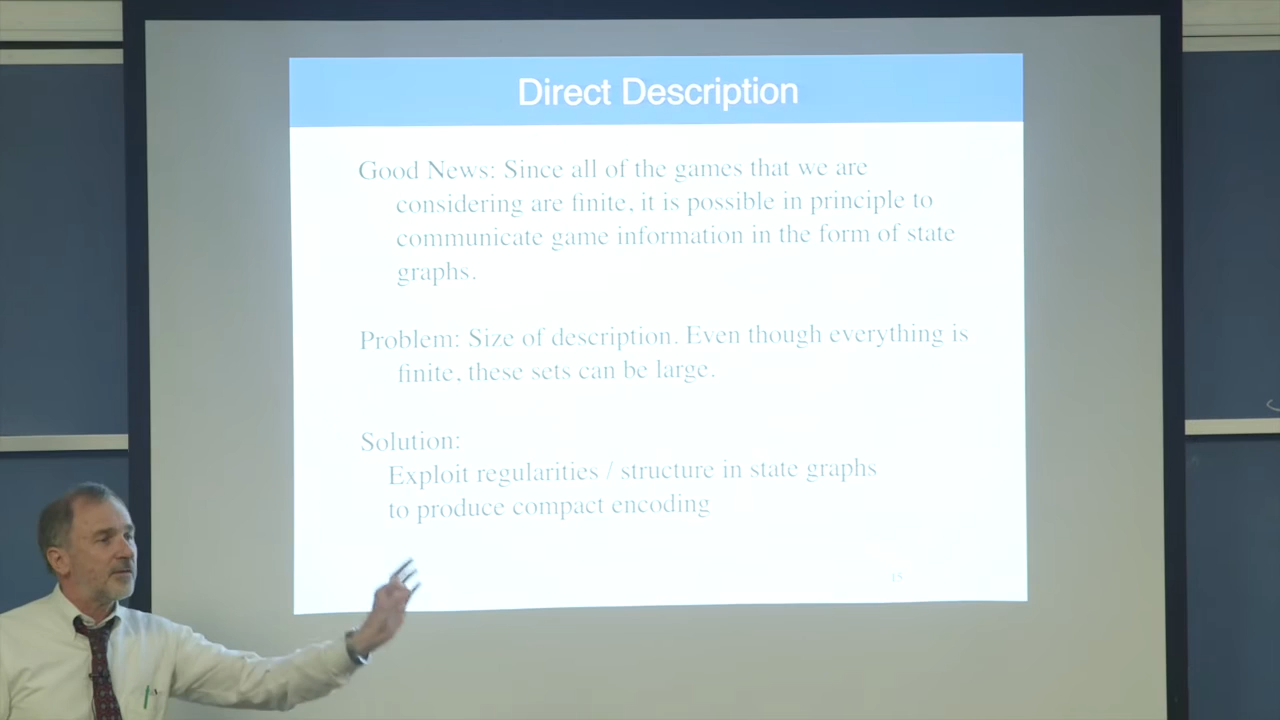 Direct Description
Good News: Since all of the games that we are
considering are finite, it is possible in principle to
communicate game information in the form of state
graphs.
Problem: Size of description. Even though everything is
finite, these sets can be large.
Solution:
Exploit regularities / structure in state graphs
to produce compact encoding